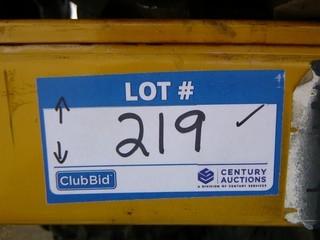 LOT #
219
ClubBid
CENTURY
AUCTIONS
A DIVISION OF CENTURY SERVICES